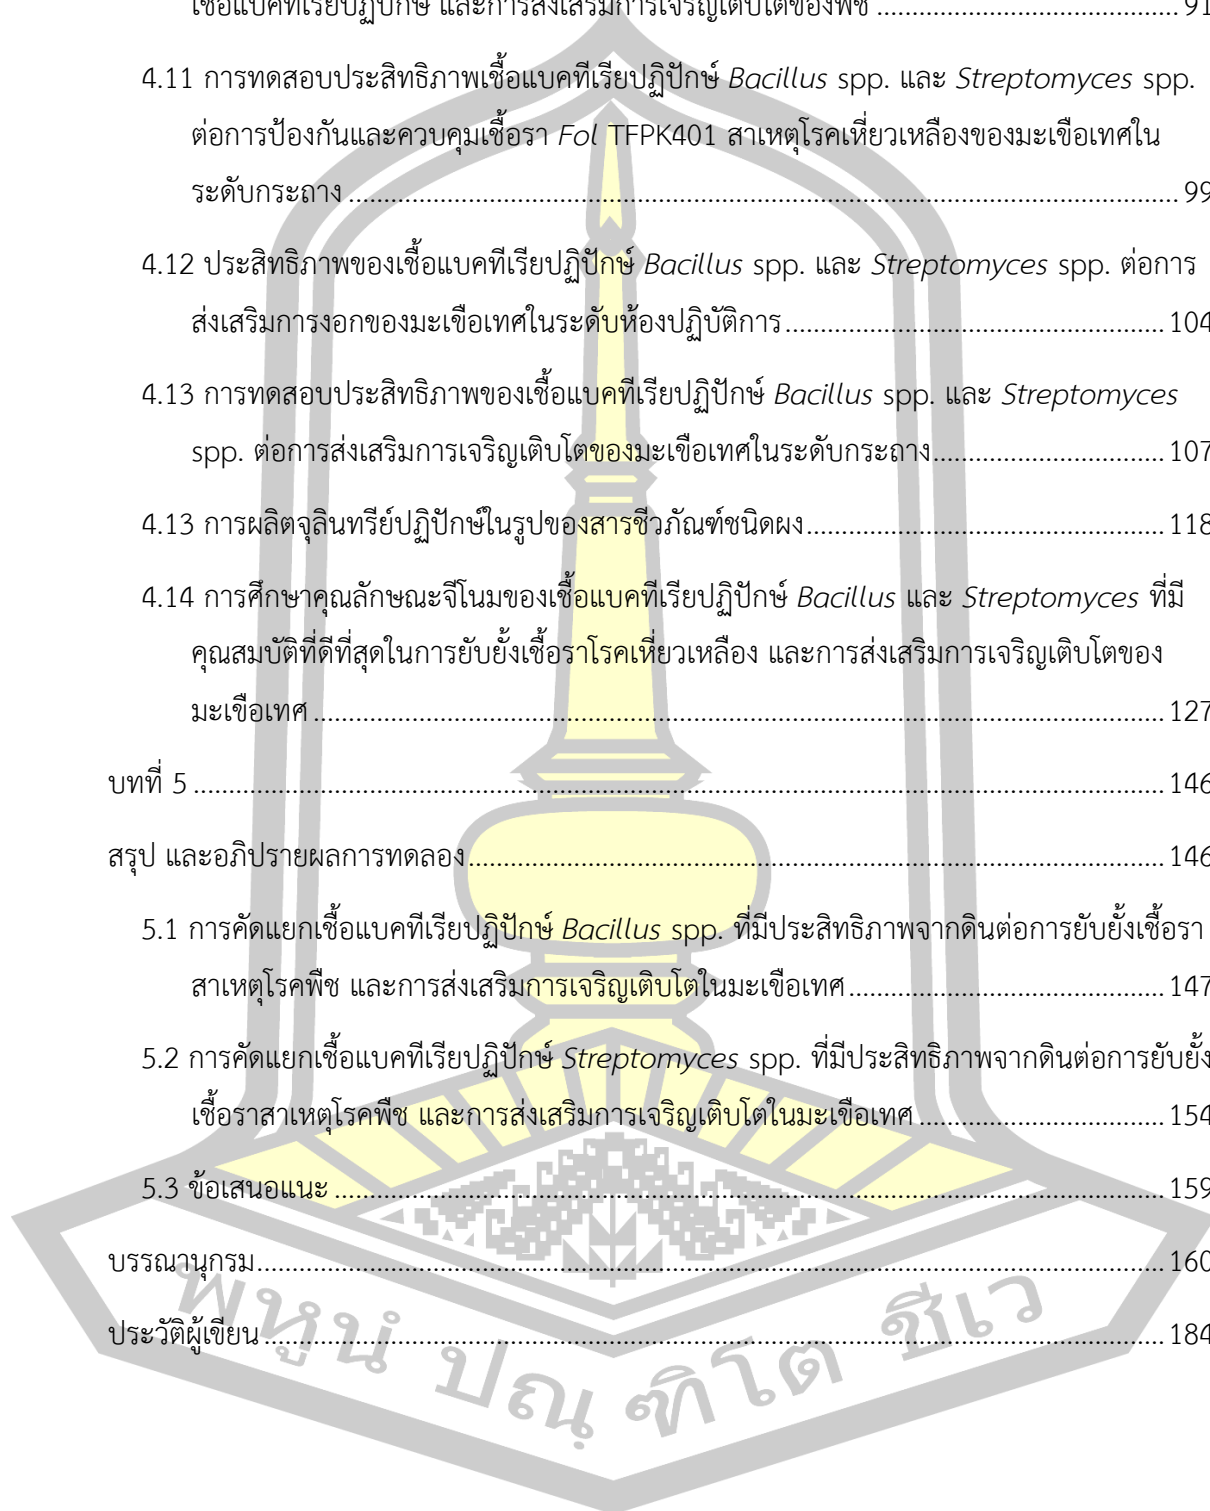 เชื้อแบคทีเรียปฏิปักษ์ และการส่งเสริมการเจริญเติบโตของพืช ........................................ 91
4.11 การทดสอบประสิทธิภาพเชื้อแบคทีเรียปฏิปักษ์ Bacillus spp. และ Streptomyces spp.
ต่อการป้องกันและควบคุมเชื้อรา Fol TFPK401 สาเหตุโรคเหี่ยวเหลืองของมะเขือเทศใน
ระดับกระถาง ........................................ 99
4.12 ประสิทธิภาพของเชื้อแบคทีเรียปฏิปักษ์ Bacillus spp. และ Streptomyces spp. ต่อการ
ส่งเสริมการงอกของมะเขือเทศในระดับห้องปฏิบัติการ ........................................ 104
4.13 การทดสอบประสิทธิภาพของเชื้อแบคทีเรียปฏิปักษ์ Bacillus spp. และ Streptomyces
spp. ต่อการส่งเสริมการเจริญเติบโตของมะเขือเทศในระดับกระถาง ........................................ 107
4.13 การผลิตจุลินทรีย์ปฏิปักษ์ในรูปของสารชีวภัณฑ์ชนิดผง ........................................ 118
4.14 การศึกษาคุณลักษณะจีโนมของเชื้อแบคทีเรียปฏิปักษ์ Bacillus และ Streptomyces ที่มี
คุณสมบัติที่ดีที่สุดในการยับยั้งเชื้อราโรคเหี่ยวเหลือง และการส่งเสริมการเจริญเติบโตของ
มะเขือเทศ ........................................ 127
บทที่ 5 ........................................ 146
สรุป และอภิปรายผลการทดลอง ........................................ 146
5.1 การคัดแยกเชื้อแบคทีเรียปฏิปักษ์ Bacillus spp. ที่มีประสิทธิภาพจากดินต่อการยับยั้งเชื้อรา
สาเหตุโรคพืช และการส่งเสริมการเจริญเติบโตในมะเขือเทศ ........................................ 147
5.2 การคัดแยกเชื้อแบคทีเรียปฏิปักษ์ Streptomyces spp. ที่มีประสิทธิภาพจากดินต่อการยับยั้ง
เชื้อราสาเหตุโรคพืช และการส่งเสริมการเจริญเติบโตในมะเขือเทศ ........................................ 154
5.3 ข้อเสนอแนะ ........................................ 159
บรรณานุกรม ........................................ 160
ประวัติผู้เขียน ........................................ 184
พหูนํ ปณฺฑิโต ชีเว